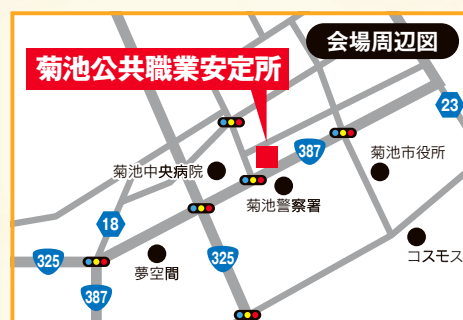 会場周辺図
菊池公共職業安定所
23
387
菊池市役所
菊池中央病院
菊池警察署
18
325
325
コスモス
夢空間
387